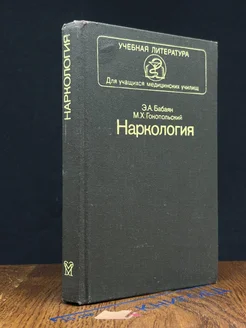 УЧЕБНАЯ ЛИТЕРАТУРА
Для учащихся медицинских училищ
Э.А. Бабаян
М.Х. Гонопольский
Наркология
НАРКОЛОГИЯ